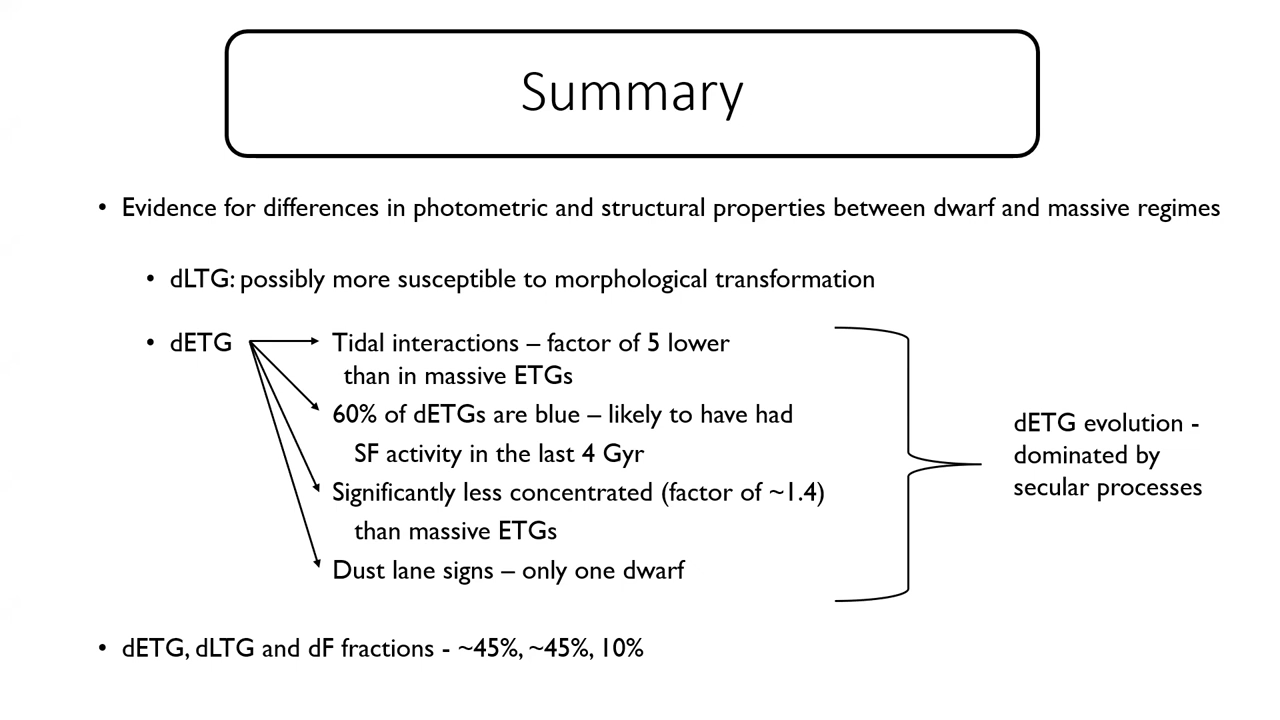 Summary
• Evidence for differences in photometric and structural properties between dwarf and massive regimes
• dLTG: possibly more susceptible to morphological transformation
• dETG
Tidal interactions – factor of 5 lower
than in massive ETGs
60% of dETGs are blue – likely to have had
SF activity in the last 4 Gyr
Significantly less concentrated (factor of ~1.4)
than massive ETGs
Dust lane signs – only one dwarf
dETG evolution -
dominated by
secular processes
• dETG, dLTG and dF fractions - ~45%, ~45%, 10%